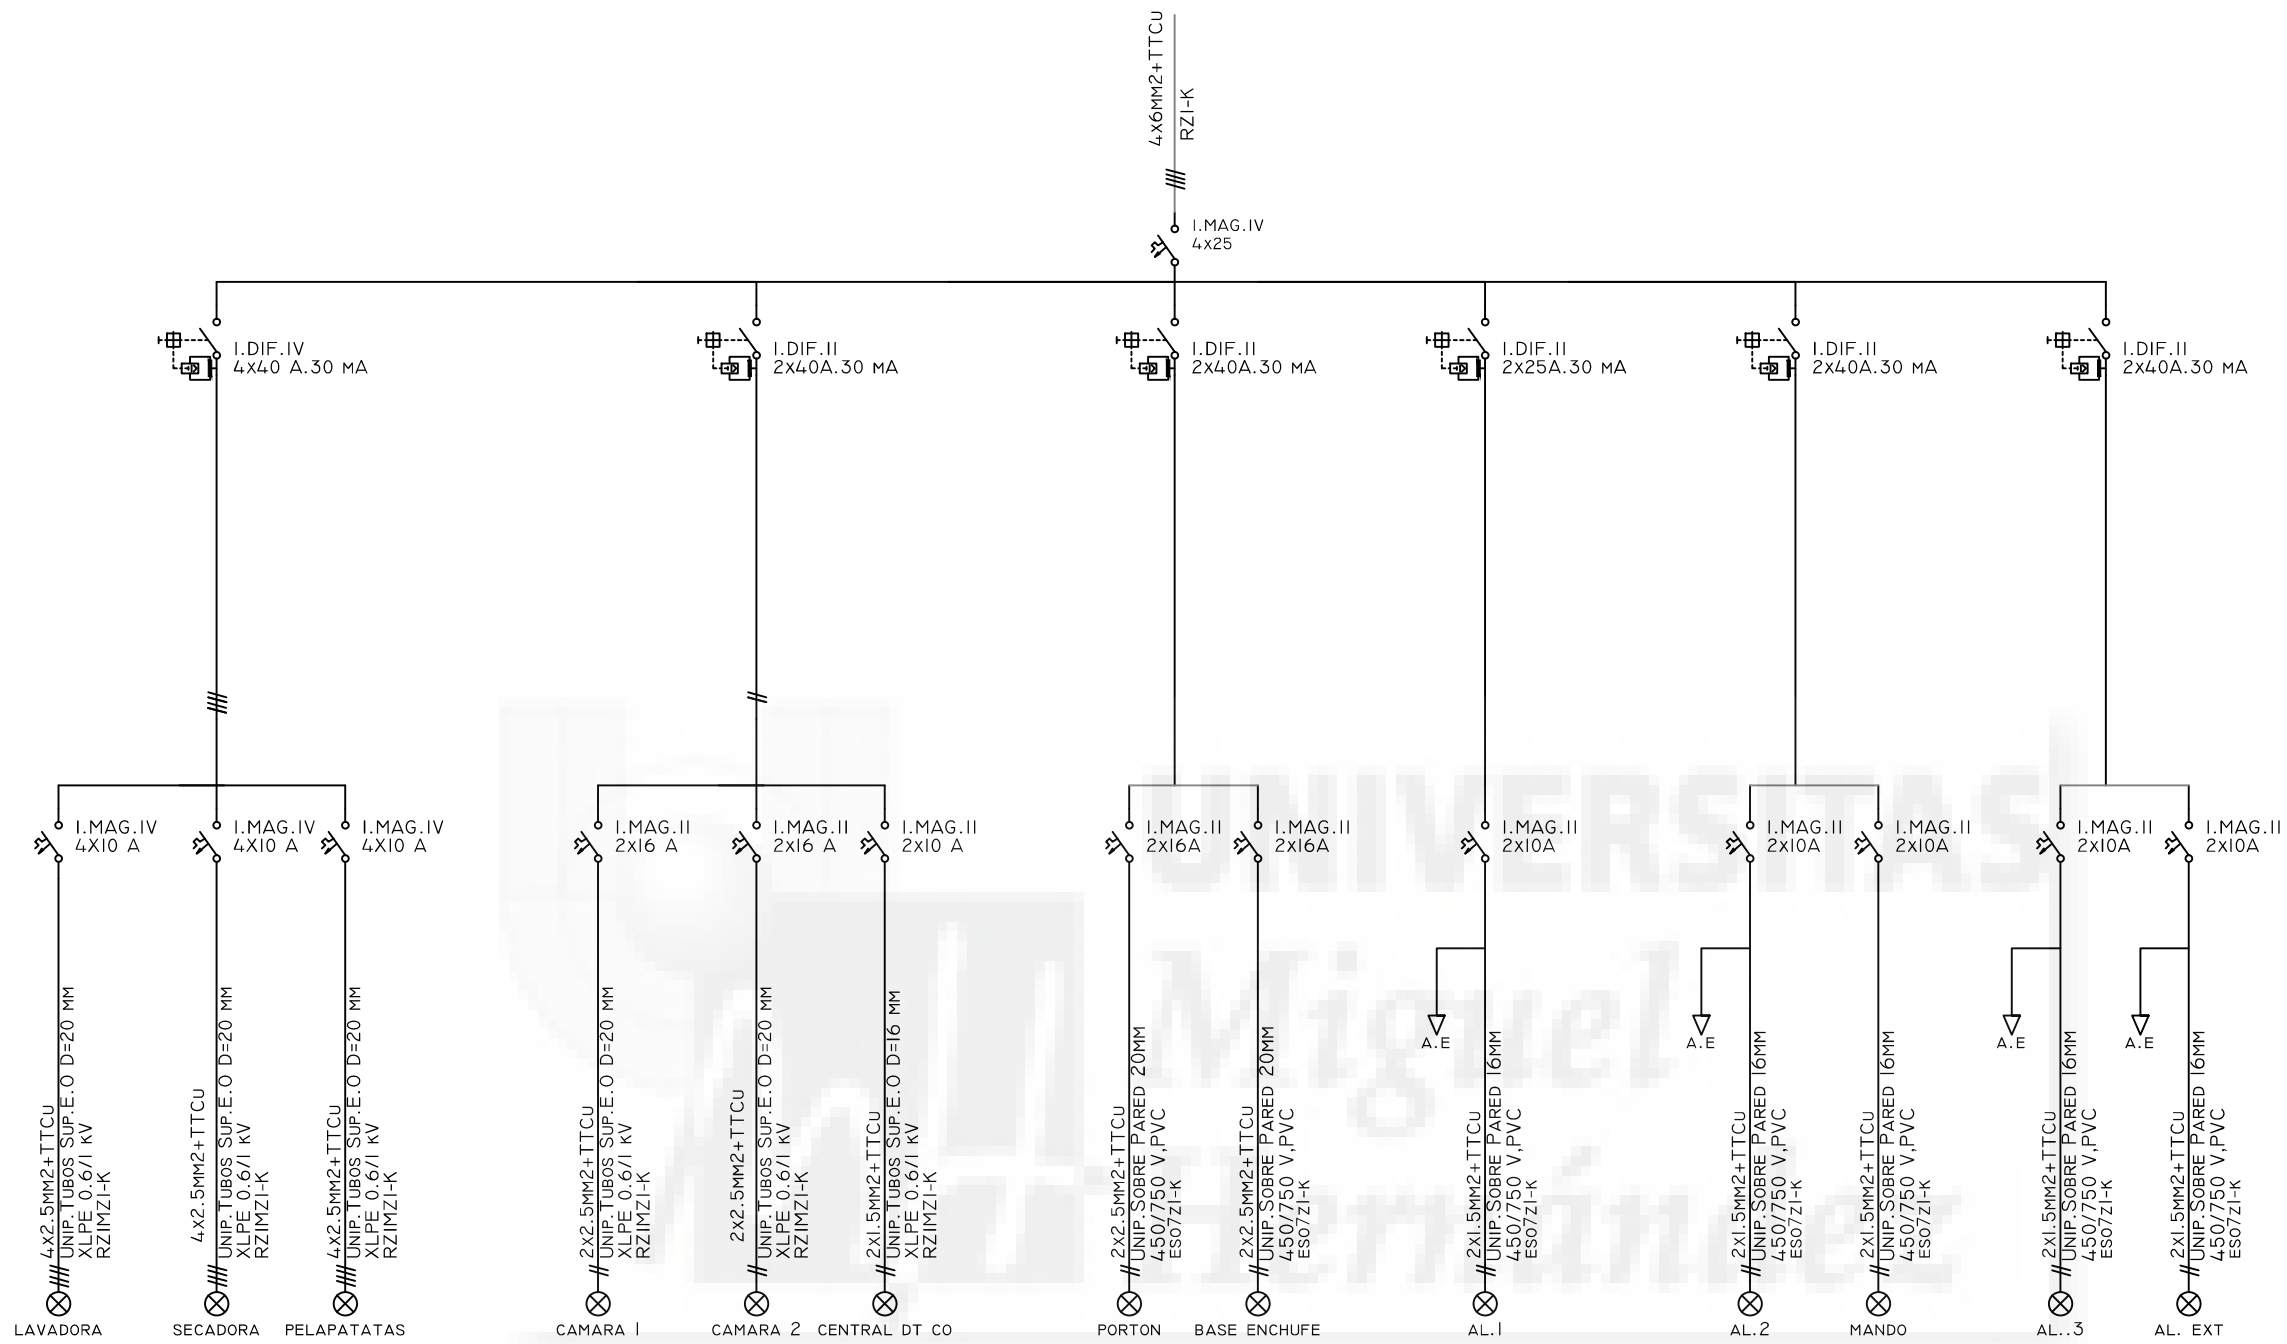 4X6MM2+TTCU
RZ1-K
I.MAG.IV
4X25
I.DIF.IV
4X40 A.30 MA
I.DIF.II
2X40A.30 MA
I.DIF.II
2X40A.30 MA
I.DIF.II
2X25A.30 MA
I.DIF.II
2X40A.30 MA
I.DIF.II
2X40A.30 MA
I.MAG.IV
4X10 A
I.MAG.IV
4X10 A
I.MAG.IV
4X10 A
I.MAG.II
2X16 A
I.MAG.II
2X16 A
I.MAG.II
2X10 A
I.MAG.II
2X16A
I.MAG.II
2X16A
I.MAG.II
2X10A
I.MAG.II
2X10A
I.MAG.II
2X10A
I.MAG.II
2X10A
I.MAG.II
2X10A
UNIVERSITAS
Miguel
Hernández
A.E
A.E
A.E
A.E
4X2.5MM2+TTCU
UNIP.TUBOS SUP.E.O D=20 MM
XLPE 0.6/1 KV
RZ1MZ1-K
4X2.5MM2+TTCU
UNIP.TUBOS SUP.E.O D=20 MM
XLPE 0.6/1 KV
RZ1MZ1-K
4X2.5MM2+TTCU
UNIP.TUBOS SUP.E.O D=20 MM
XLPE 0.6/1 KV
RZ1MZ1-K
2X2.5MM2+TTCU
UNIP.TUBOS SUP.E.O D=20 MM
XLPE 0.6/1 KV
RZ1MZ1-K
2X2.5MM2+TTCU
UNIP.TUBOS SUP.E.O D=20 MM
XLPE 0.6/1 KV
RZ1MZ1-K
2X1.5MM2+TTCU
UNIP.TUBOS SUP.E.O D=16 MM
XLPE 0.6/1 KV
RZ1MZ1-K
2X2.5MM2+TTCU
UNIP.SOBRE PARED 20MM
450/750 V,PVC
ES07Z1-K
2X2.5MM2+TTCU
UNIP.SOBRE PARED 20MM
450/750 V,PVC
ES07Z1-K
2X1.5MM2+TTCU
UNIP.SOBRE PARED 16MM
450/750 V,PVC
ES07Z1-K
2X1.5MM2+TTCU
UNIP.SOBRE PARED 16MM
450/750 V,PVC
ES07Z1-K
2X1.5MM2+TTCU
UNIP.SOBRE PARED 16MM
450/750 V,PVC
ES07Z1-K
2X1.5MM2+TTCU
UNIP.SOBRE PARED 16MM
450/750 V,PVC
ES07Z1-K
2X1.5MM2+TTCU
UNIP.SOBRE PARED 16MM
450/750 V,PVC
ES07Z1-K
LAVADORA
SECADORA
PELAPATATAS
CAMARA 1
CAMARA 2
CENTRAL DT CO
PORTON
BASE ENCHUFE
AL.1
AL.2
MANDO
AL..3
AL. EXT